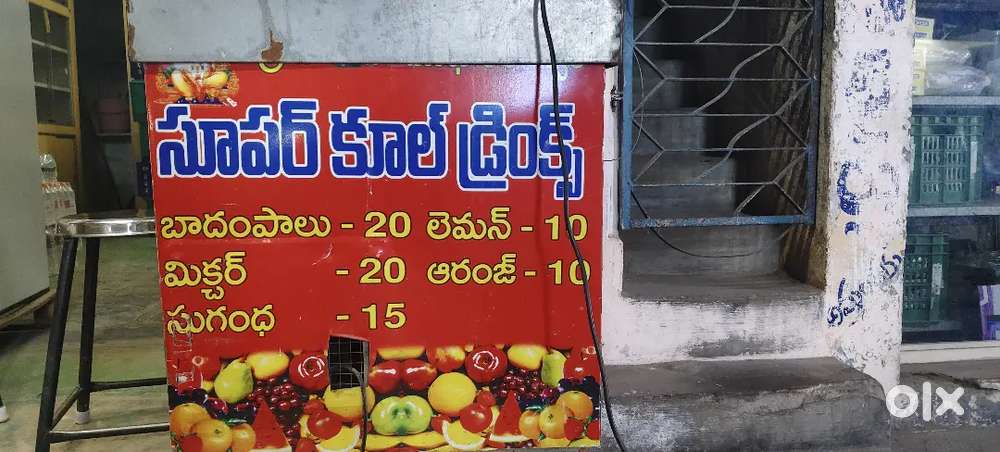 సూపర్ కూల్ డ్రింక్స్
బాదంపాలు - 20 లెమన్ - 10
మిక్చర్ - 20 ఆరంజ్ - 10
సుగంధ - 15
olx